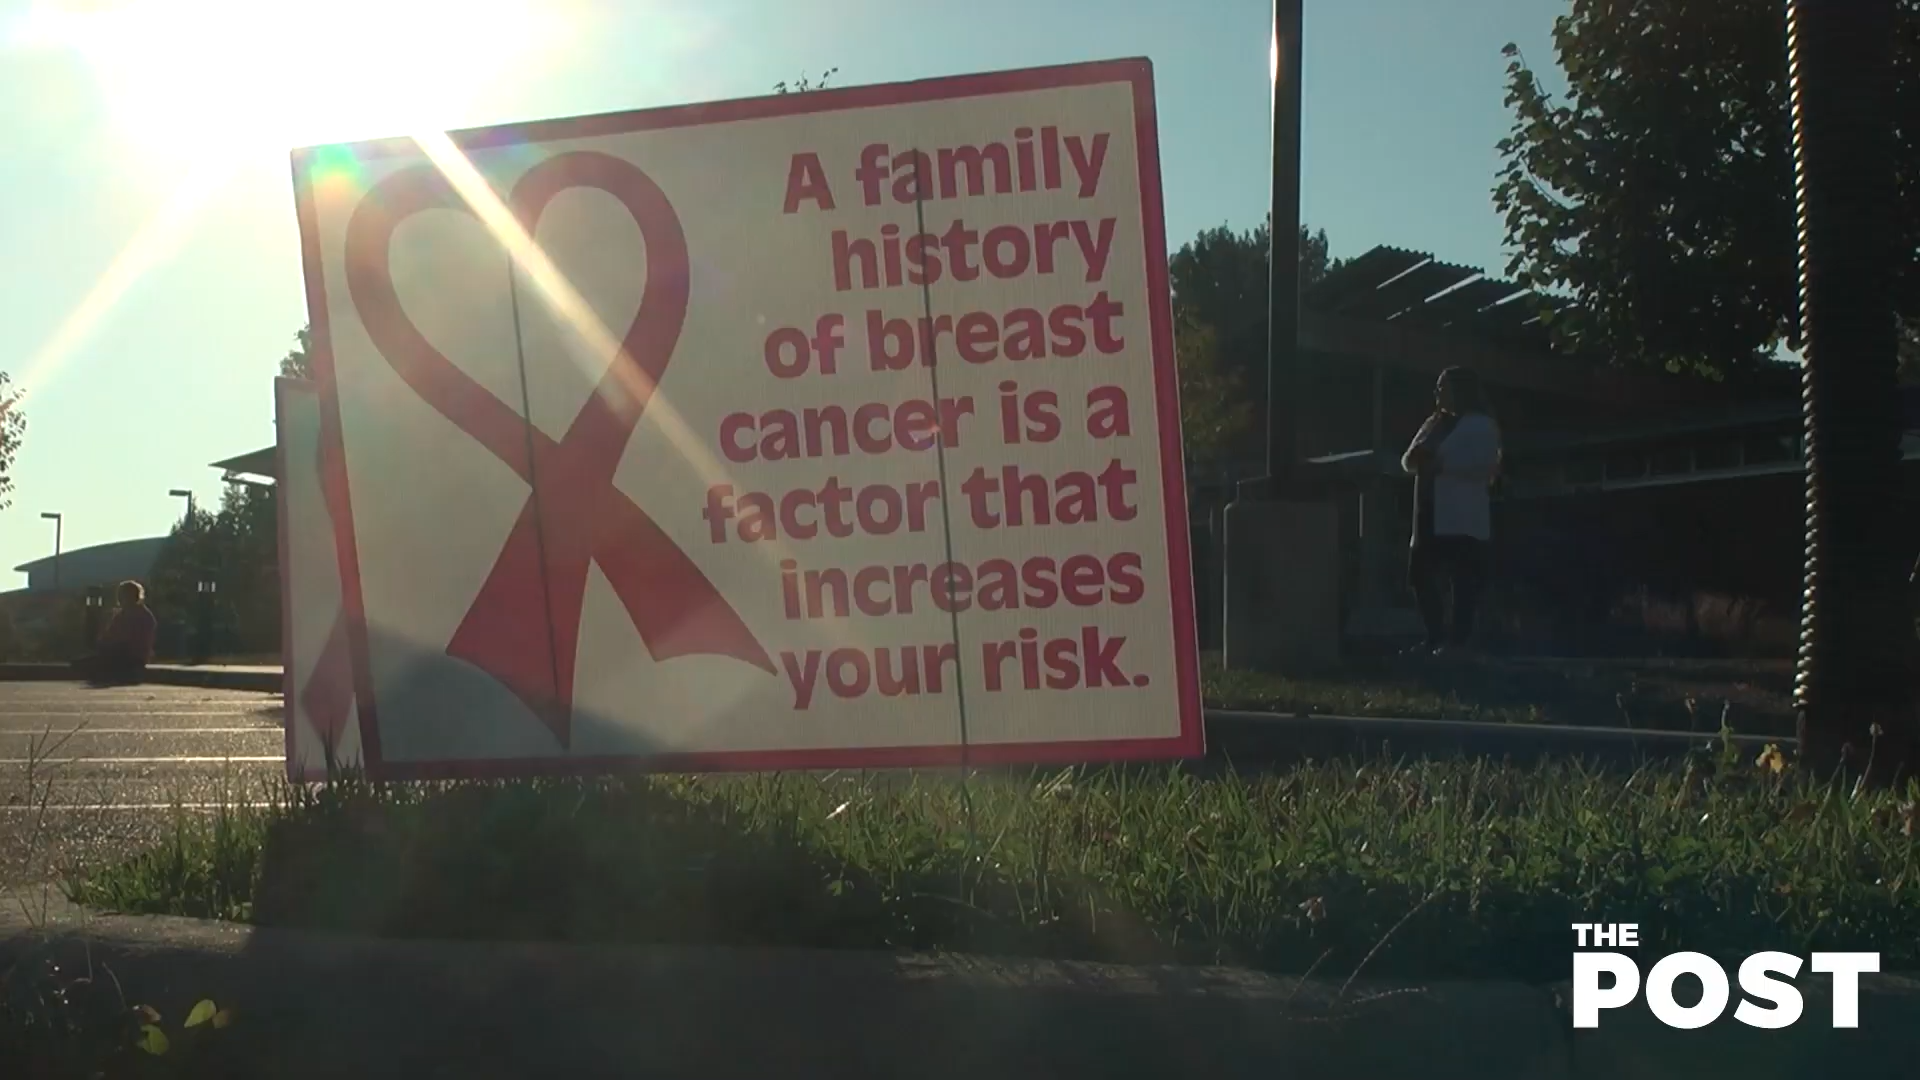 A family
history
of breast
cancer is a
factor that
increases
your risk.
THE
POST